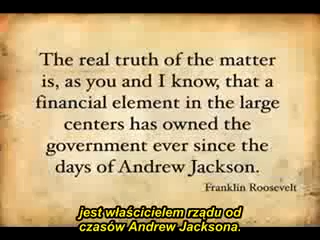 The real truth of the matter
is, as you and I know, that a
financial element in the large
centers has owned the
government ever since the
days of Andrew Jackson.
Franklin Roosevelt
jest właścicielem rządu od
czasów Andrew Jacksona.